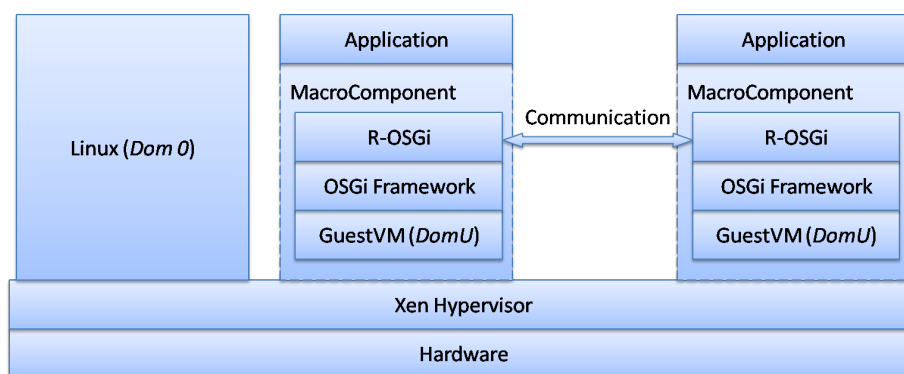 Application
Application
MacroComponent
MacroComponent
Communication
R-OSGi
R-OSGi
Linux (Dom 0)
OSGi Framework
OSGi Framework
GuestVM (DomU)
GuestVM (DomU)
Xen Hypervisor
Hardware